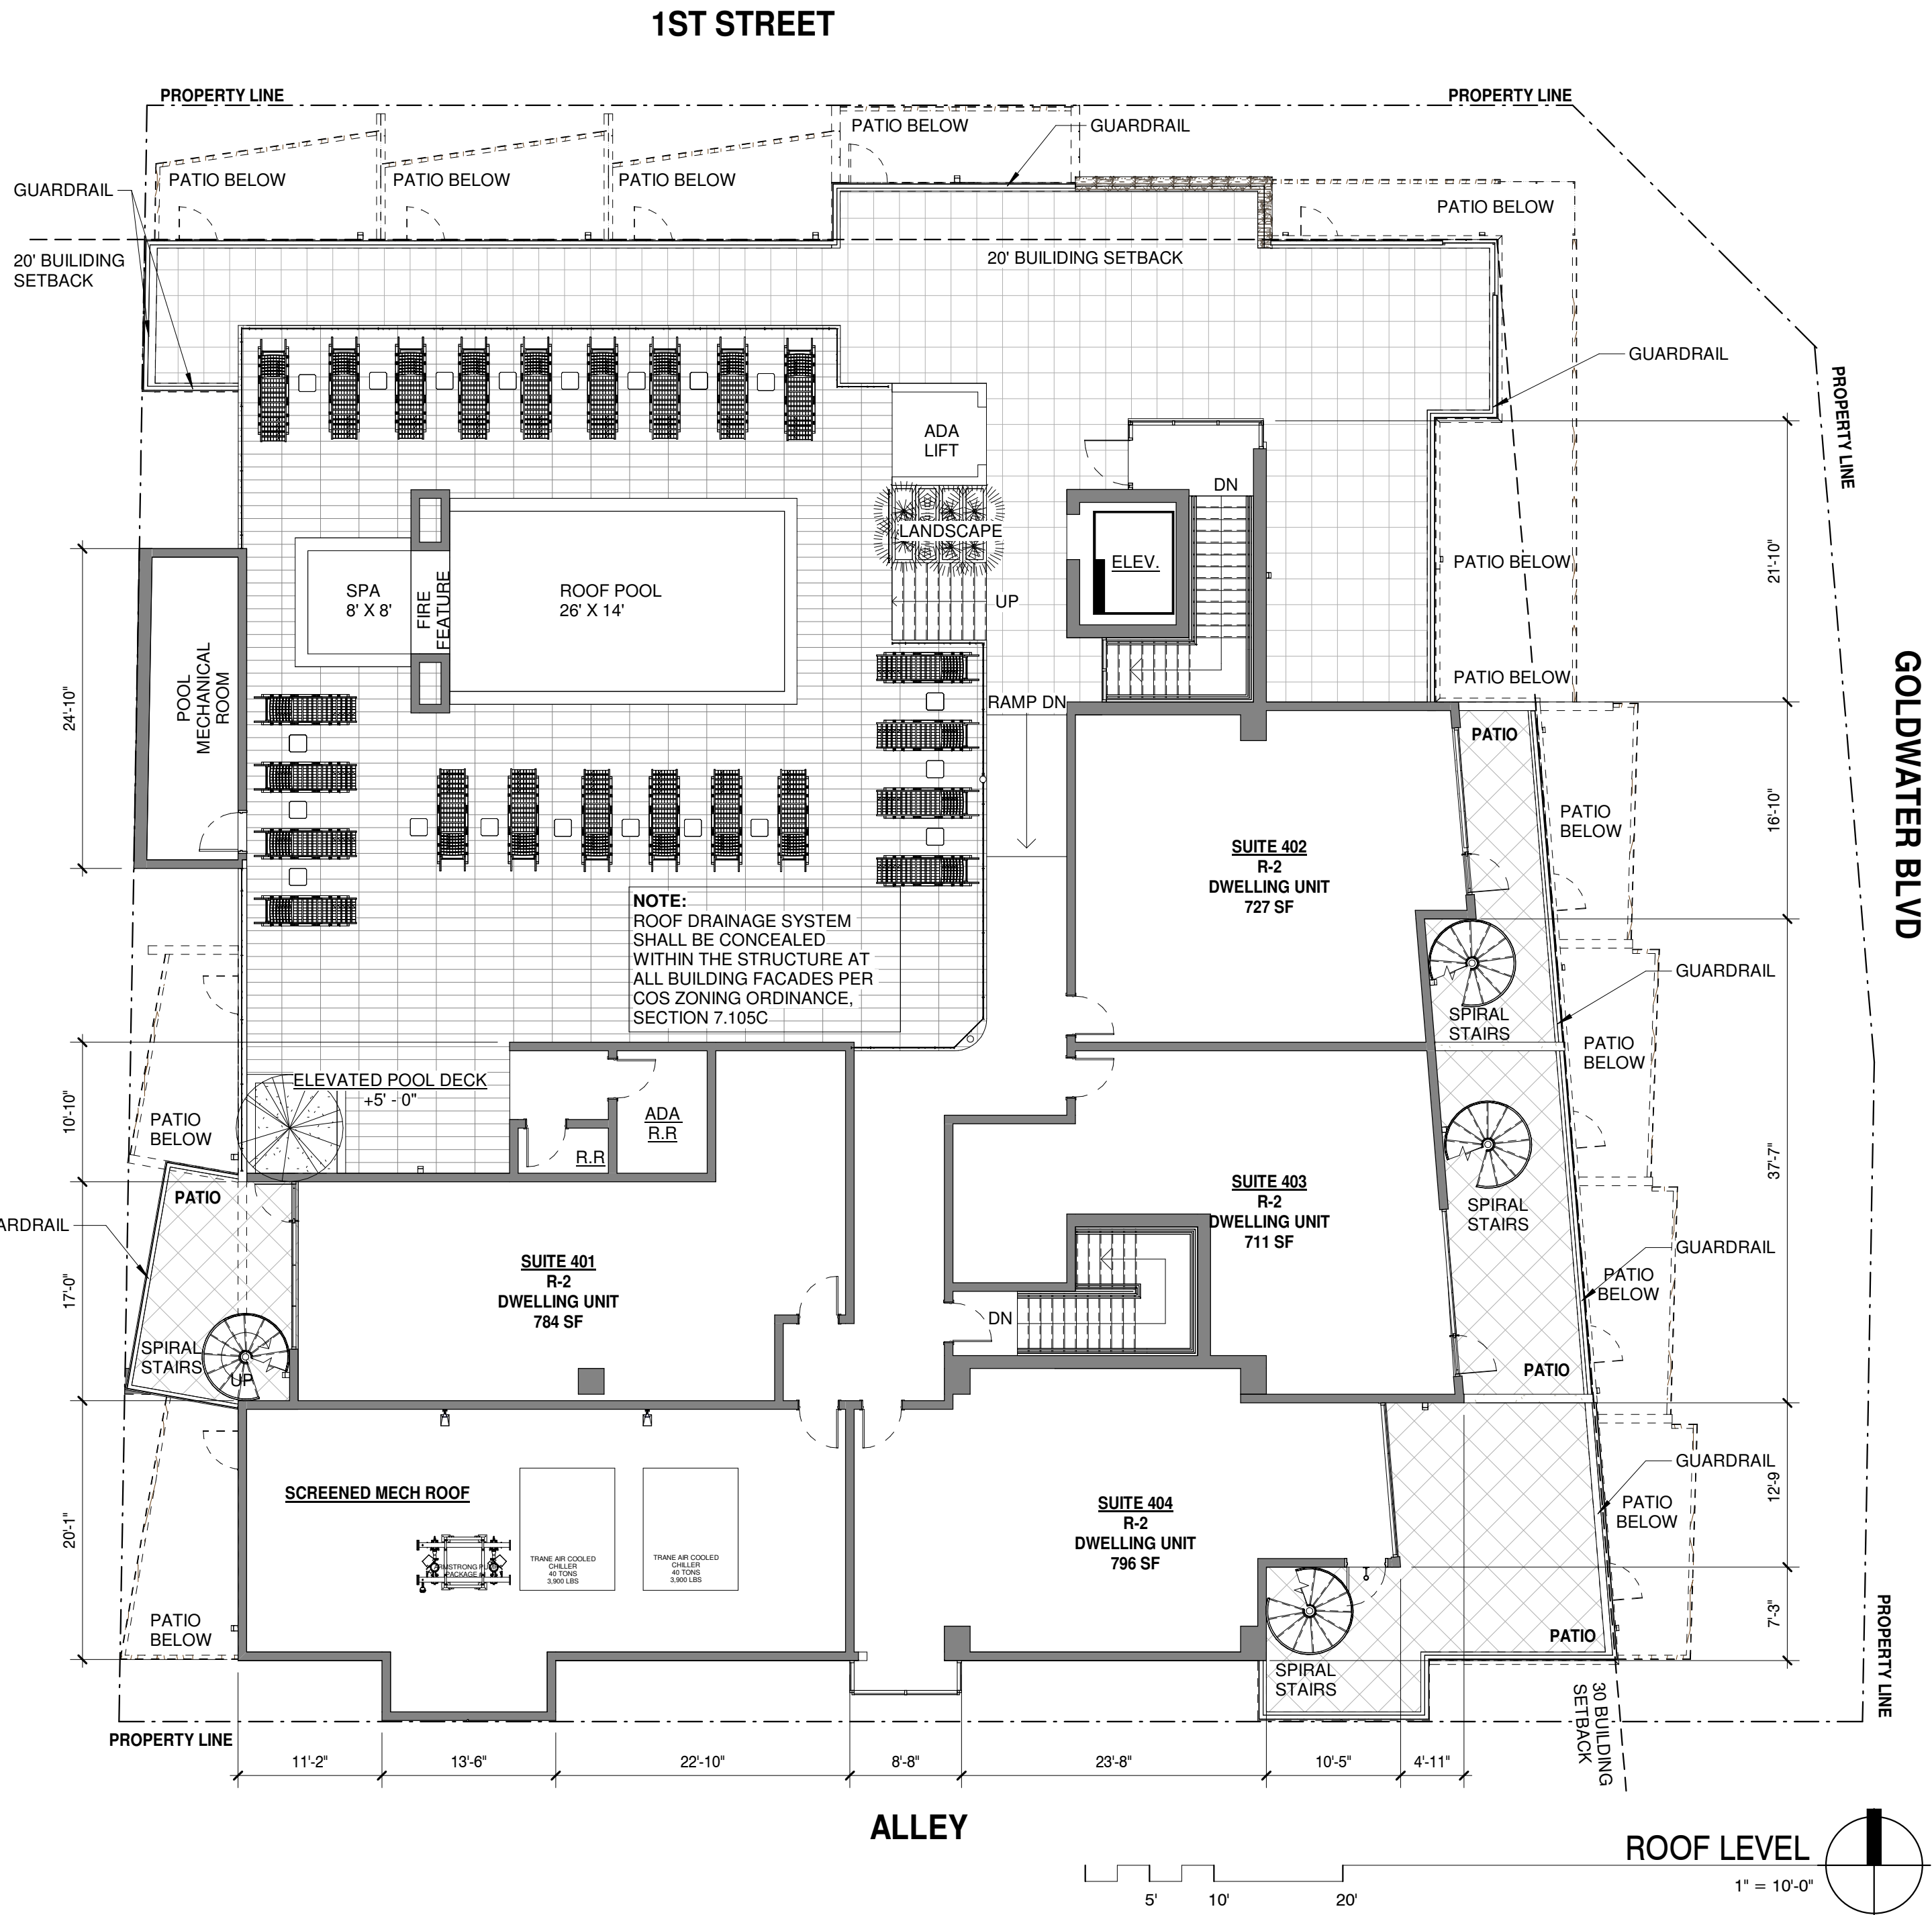 1ST STREET
PROPERTY LINE
PROPERTY LINE
PATIO BELOW
GUARDRAIL
PATIO BELOW
PATIO BELOW
PATIO BELOW
GUARDRAIL
PATIO BELOW
20' BUILIDING
SETBACK
20' BUILIDING SETBACK
GUARDRAIL
PROPERTY LINE
ADA
LIFT
DN
LANDSCAPE
ELEV.
PATIO BELOW
21'-10"
SPA
8' X 8'
FIRE
FEATURE
ROOF POOL
26' X 14'
UP
POOL
MECHANICAL
ROOM
24'-10"
PATIO BELOW
RAMP DN
GOLDWATER BLVD
PATIO
PATIO
BELOW
16'-10"
SUITE 402
R-2
DWELLING UNIT
727 SF
NOTE:
ROOF DRAINAGE SYSTEM
SHALL BE CONCEALED
WITHIN THE STRUCTURE AT
ALL BUILDING FACADES PER
COS ZONING ORDINANCE,
SECTION 7.105C
GUARDRAIL
SPIRAL
STAIRS
PATIO
BELOW
ELEVATED POOL DECK
+5' - 0"
10'-10"
PATIO
BELOW
ADA
R.R
R.R
37'-7"
PATIO
SUITE 403
R-2
DWELLING UNIT
711 SF
SPIRAL
STAIRS
ARDRAIL
GUARDRAIL
17'-0"
SUITE 401
R-2
DWELLING UNIT
784 SF
PATIO
BELOW
DN
SPIRAL
STAIRS
UP
PATIO
GUARDRAIL
12'-9
SCREENED MECH ROOF
SUITE 404
R-2
DWELLING UNIT
796 SF
PATIO
BELOW
20'-1"
TRANE AIR COOLED
CHILLER
40 TONS
3,900 LBS
TRANE AIR COOLED
CHILLER
40 TONS
3,900 LBS
PACKAGE
7'-3"
PATIO
BELOW
PATIO
SPIRAL
STAIRS
PROPERTY LINE
30 BUILDING
SETBACK
PROPERTY LINE
11'-2"
13'-6"
22'-10"
8'-8"
23'-8"
10'-5"
4'-11"
ALLEY
ROOF LEVEL
1" = 10'-0"
5'
10'
20'